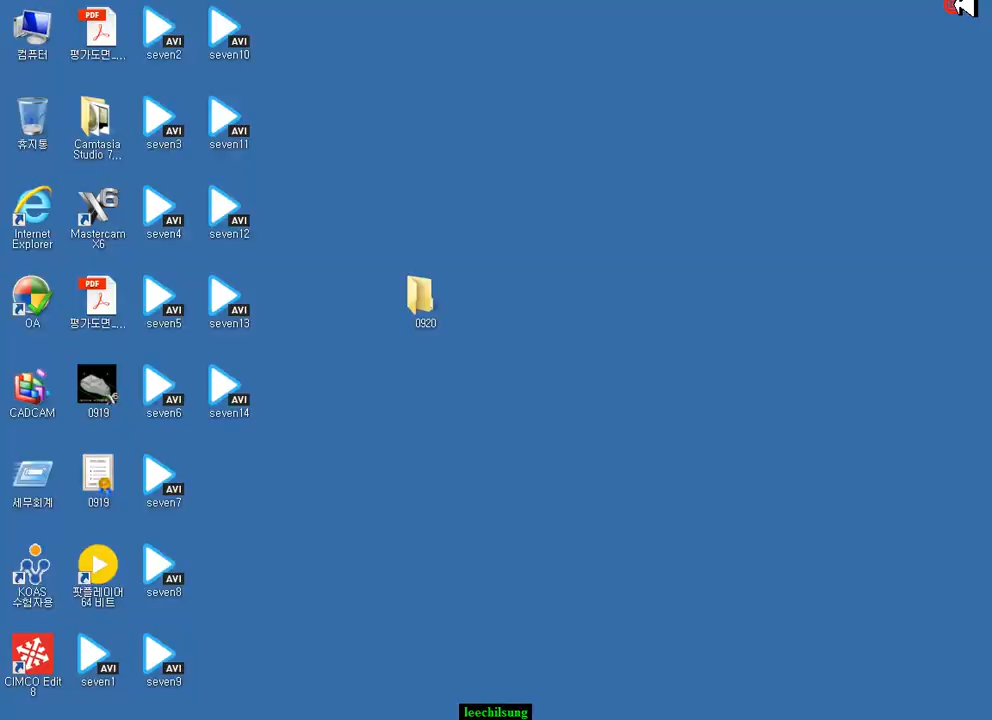 컴퓨터
PDF
평가도면_...
AVI
seven2
AVI
seven10
휴지통
Camtasia
Studio 7...
AVI
seven3
AVI
seven11
Internet
Explorer
X6
Mastercam
X6
AVI
seven4
AVI
seven12
OA
PDF
평가도면_...
AVI
seven5
AVI
seven13
0920
CADCAM
0919
AVI
seven6
AVI
seven14
세무회계
0919
AVI
seven7
KOAS
수험자용
팟플레이어
64 비트
AVI
seven8
CIMCO Edit
8
AVI
seven1
AVI
seven9
leechilsung